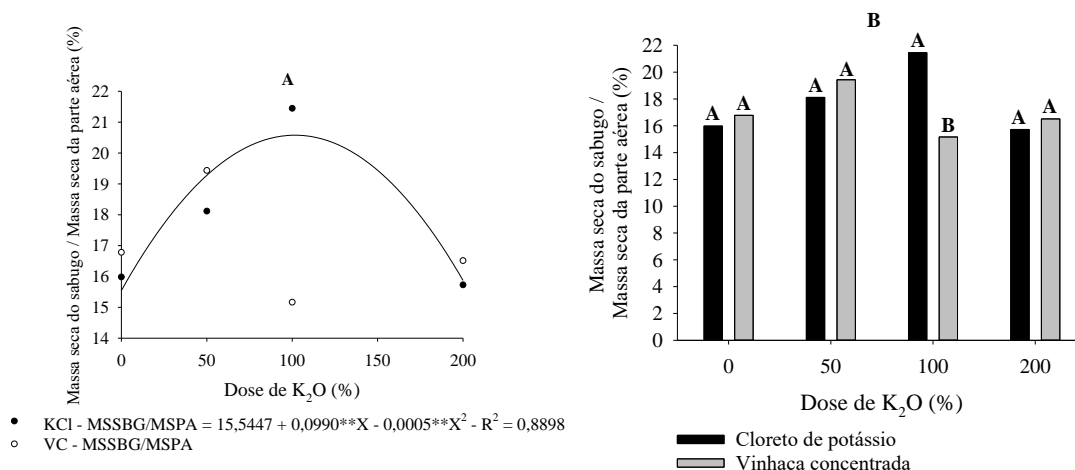 A
Massa seca do sabugo / Massa seca da parte aérea (%)
22
21
20
19
18
17
16
15
14
0 50 100 150 200
Dose de K2O (%)
● KCl - MSSBG/MSPA = 15,5447 + 0,0990**X - 0,0005**X² - R² = 0,8898
○ VC - MSSBG/MSPA
B
Massa seca do sabugo /
Massa seca da parte aérea (%)
22
20
18
16
14
12
10
8
6
4
2
0
A A A A A B A A
0 50 100 200
Dose de K2O (%)
Cloreto de potássio
Vinhaca concentrada